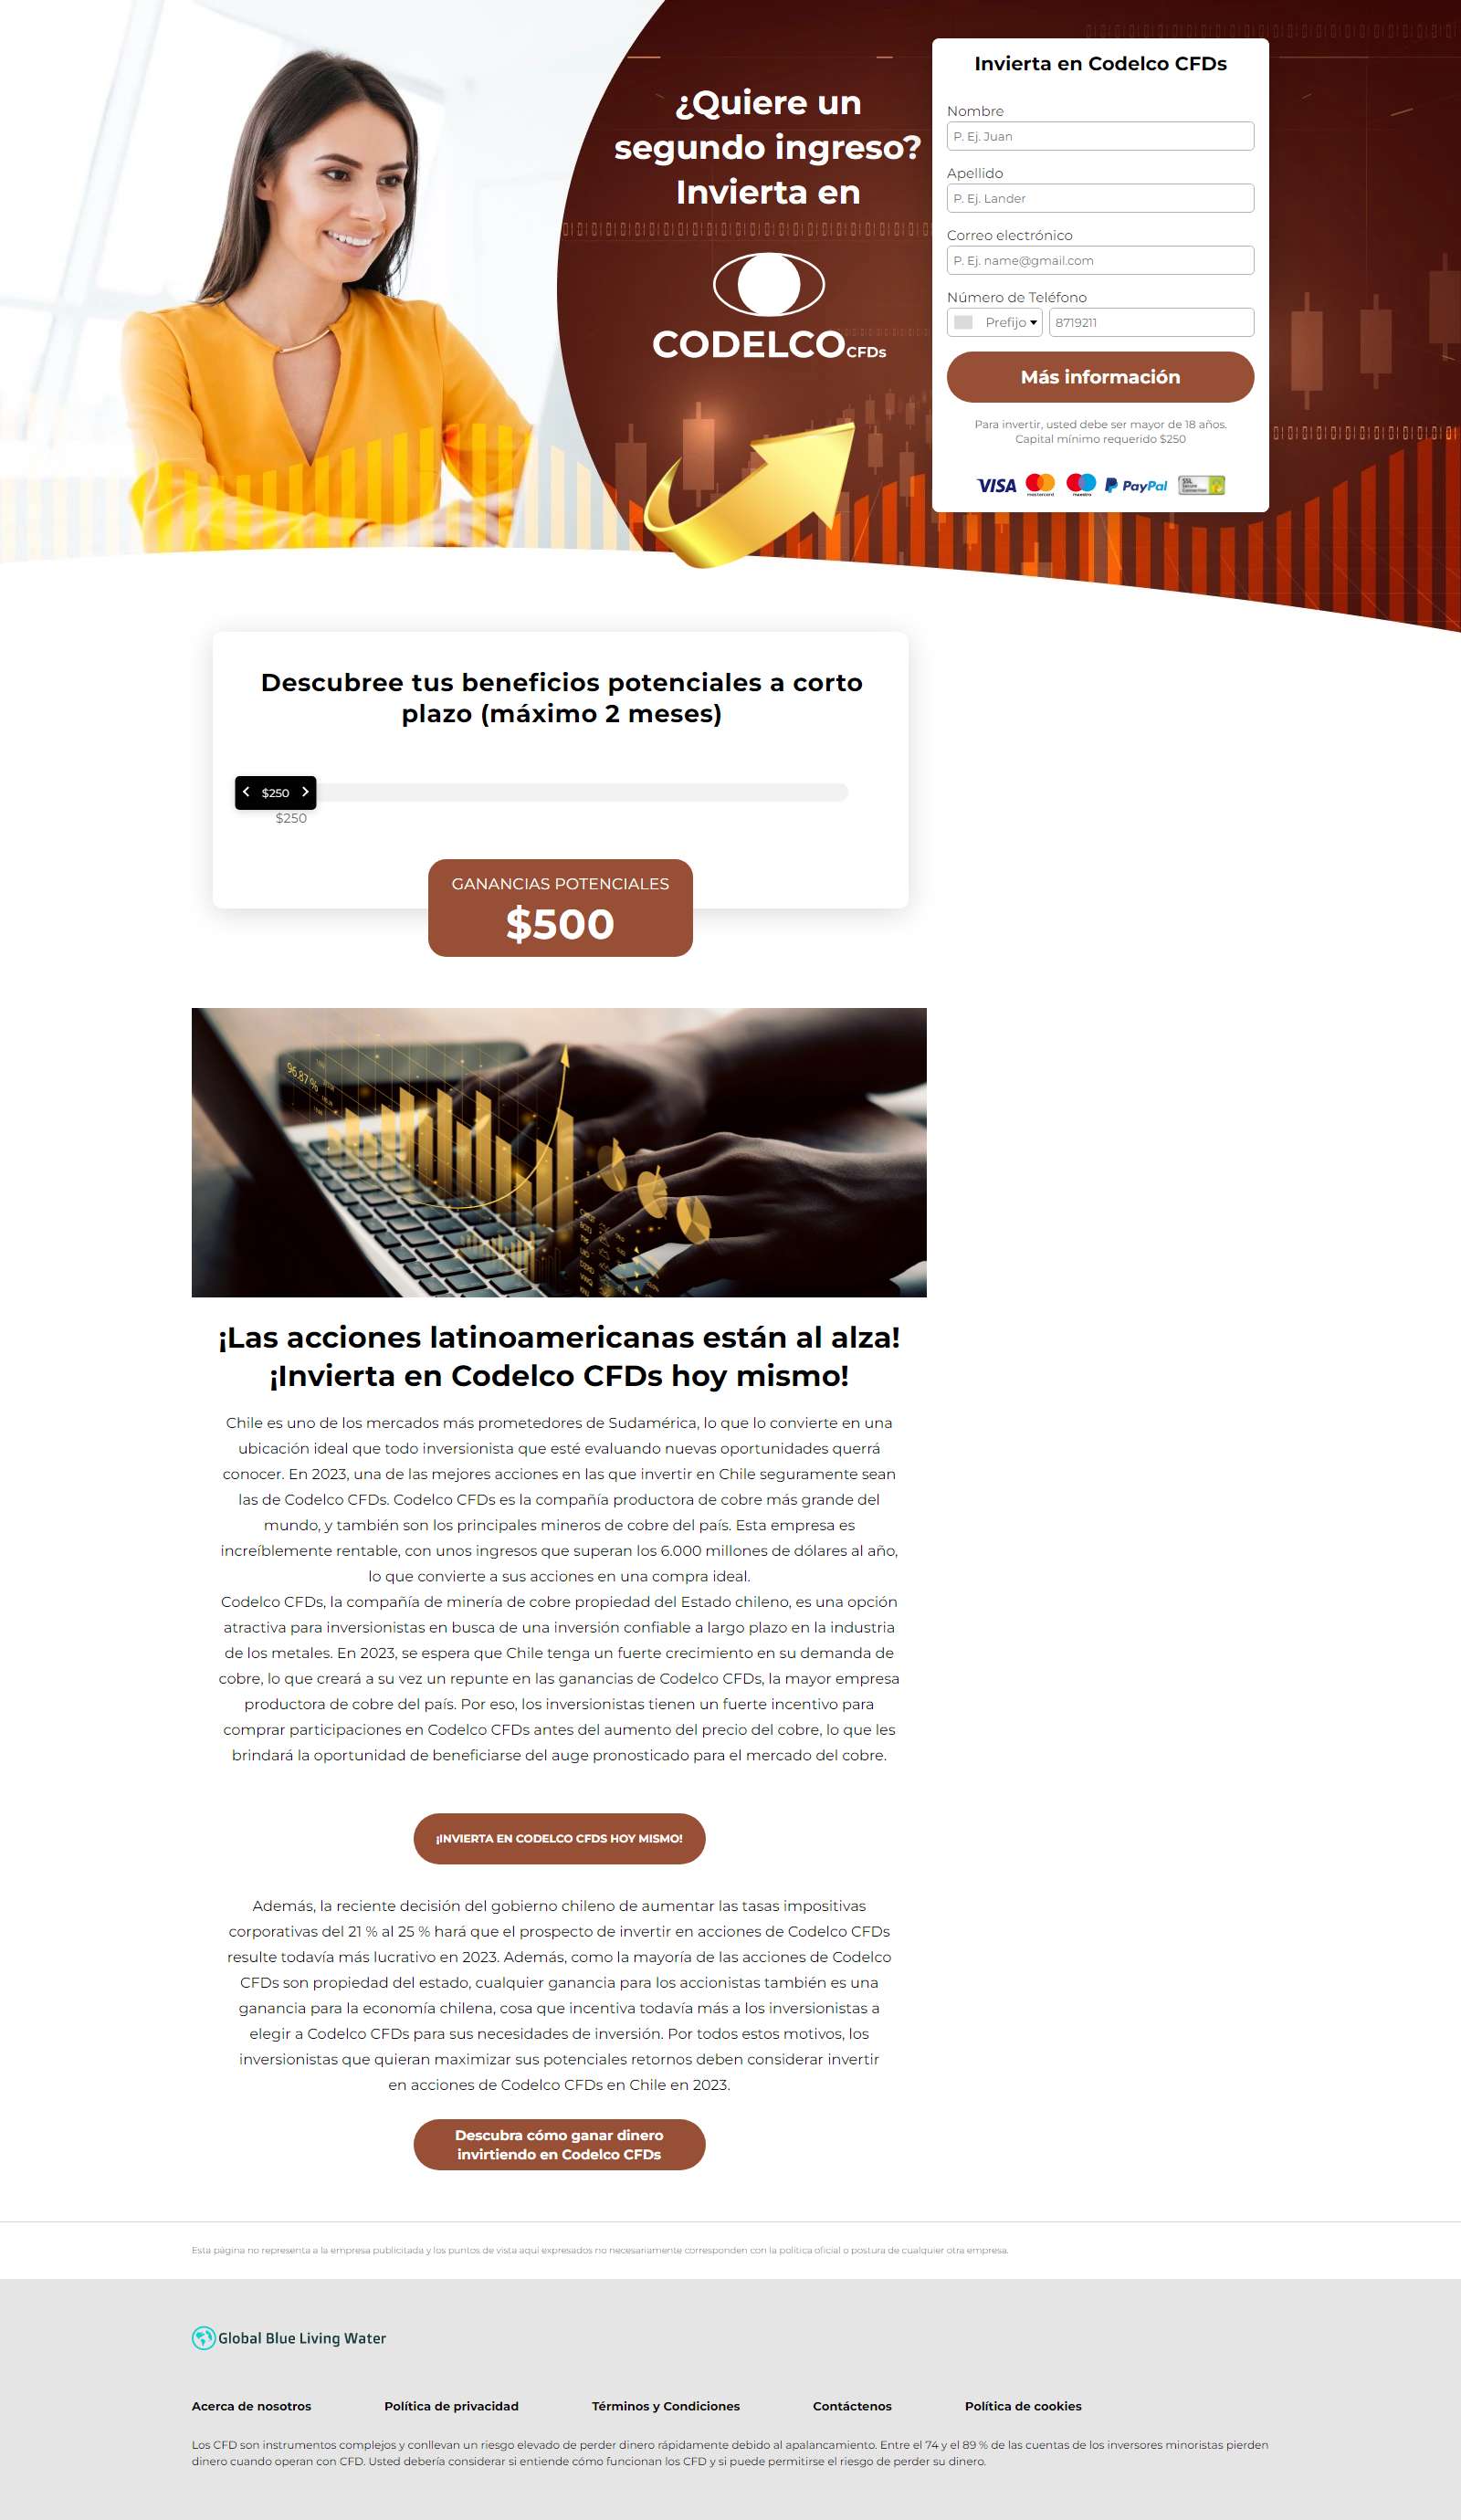 ¿Quiere un
segundo ingreso?
Invierta en
CODELCO CFDs
Invierta en Codelco CFDs
Nombre
P. Ej. Juan
Apellido
P. Ej. Lander
Correo electrónico
P. Ej. name@gmail.com
Número de Teléfono
Prefijo 8719211
Más información
Para invertir, usted debe ser mayor de 18 años.
Capital mínimo requerido $250
VISA mastercard maestro PayPal SSL
Descubree tus beneficios potenciales a corto
plazo (máximo 2 meses)
$250
$250
GANANCIAS POTENCIALES
$500
96.87 %
¡Las acciones latinoamericanas están al alza!
¡Invierta en Codelco CFDs hoy mismo!
Chile es uno de los mercados más prometedores de Sudamérica, lo que lo convierte en una
ubicación ideal que todo inversionista que esté evaluando nuevas oportunidades querrá
conocer. En 2023, una de las mejores acciones en las que invertir en Chile seguramente sean
las de Codelco CFDs. Codelco CFDs es la compañía productora de cobre más grande del
mundo, y también son los principales mineros de cobre del país. Esta empresa es
increíblemente rentable, con unos ingresos que superan los 6.000 millones de dólares al año,
lo que convierte a sus acciones en una compra ideal.
Codelco CFDs, la compañía de minería de cobre propiedad del Estado chileno, es una opción
atractiva para inversionistas en busca de una inversión confiable a largo plazo en la industria
de los metales. En 2023, se espera que Chile tenga un fuerte crecimiento en su demanda de
cobre, lo que creará a su vez un repunte en las ganancias de Codelco CFDs, la mayor empresa
productora de cobre del país. Por eso, los inversionistas tienen un fuerte incentivo para
comprar participaciones en Codelco CFDs antes del aumento del precio del cobre, lo que les
brindará la oportunidad de beneficiarse del auge pronosticado para el mercado del cobre.
¡INVIERTA EN CODELCO CFDS HOY MISMO!
Además, la reciente decisión del gobierno chileno de aumentar las tasas impositivas
corporativas del 21 % al 25 % hará que el prospecto de invertir en acciones de Codelco CFDs
resulte todavía más lucrativo en 2023. Además, como la mayoría de las acciones de Codelco
CFDs son propiedad del estado, cualquier ganancia para los accionistas también es una
ganancia para la economía chilena, cosa que incentiva todavía más a los inversionistas a
elegir a Codelco CFDs para sus necesidades de inversión. Por todos estos motivos, los
inversionistas que quieran maximizar sus potenciales retornos deben considerar invertir
en acciones de Codelco CFDs en Chile en 2023.
Descubra cómo ganar dinero
invirtiendo en Codelco CFDs
Esta página no representa a la empresa publicitada y los puntos de vista aquí expresados no necesariamente corresponden con la política oficial o postura de cualquier otra empresa.
Global Blue Living Water
Acerca de nosotros Política de privacidad Términos y Condiciones Contáctenos Política de cookies
Los CFD son instrumentos complejos y conllevan un riesgo elevado de perder dinero rápidamente debido al apalancamiento. Entre el 74 y el 89 % de las cuentas de los inversores minoristas pierden
dinero cuando operan con CFD. Usted debería considerar si entiende cómo funcionan los CFD y si puede permitirse el riesgo de perder su dinero.